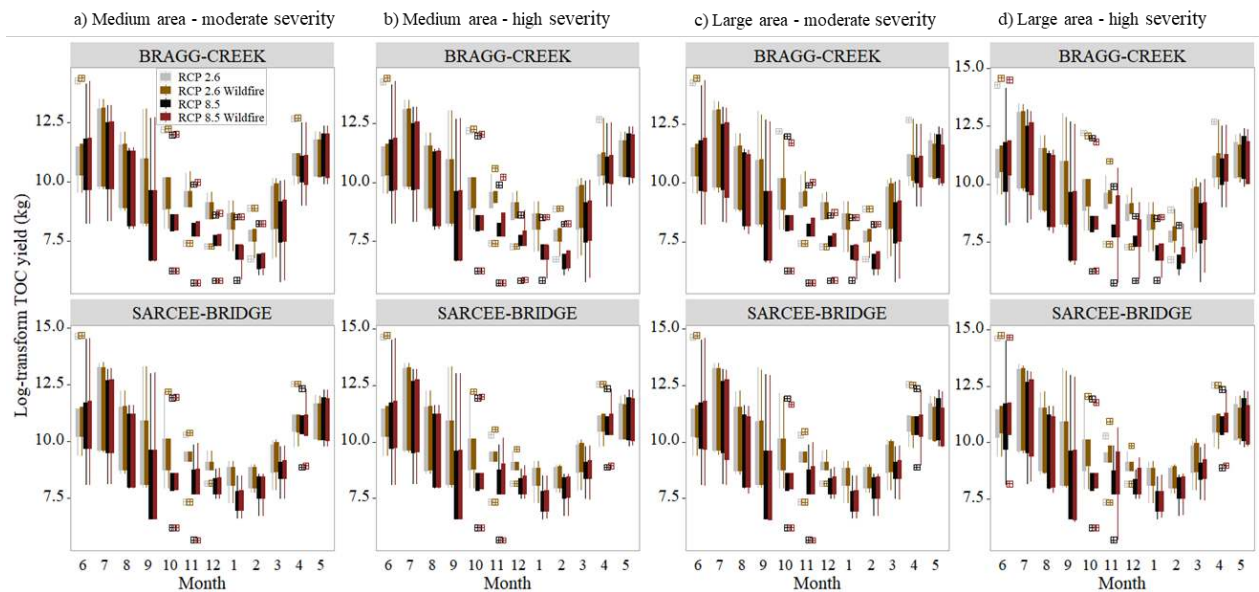 a) Medium area - moderate severity
b) Medium area - high severity
c) Large area - moderate severity
d) Large area - high severity
BRAGG-CREEK
BRAGG-CREEK
BRAGG-CREEK
BRAGG-CREEK
RCP 2.6
RCP 2.6 Wildfire
RCP 8.5
RCP 8.5 Wildfire
12.5
10.0
7.5
12.5
10.0
7.5
12.5
10.0
7.5
15.0
12.5
10.0
7.5
Log-transform TOC yield (kg)
SARCEE-BRIDGE
SARCEE-BRIDGE
SARCEE-BRIDGE
SARCEE-BRIDGE
15.0
12.5
10.0
7.5
15.0
12.5
10.0
7.5
15.0
12.5
10.0
7.5
15.0
12.5
10.0
7.5
6 7 8 9 10 11 12 1 2 3 4 5
6 7 8 9 10 11 12 1 2 3 4 5
6 7 8 9 10 11 12 1 2 3 4 5
6 7 8 9 10 11 12 1 2 3 4 5
Month
Month
Month
Month